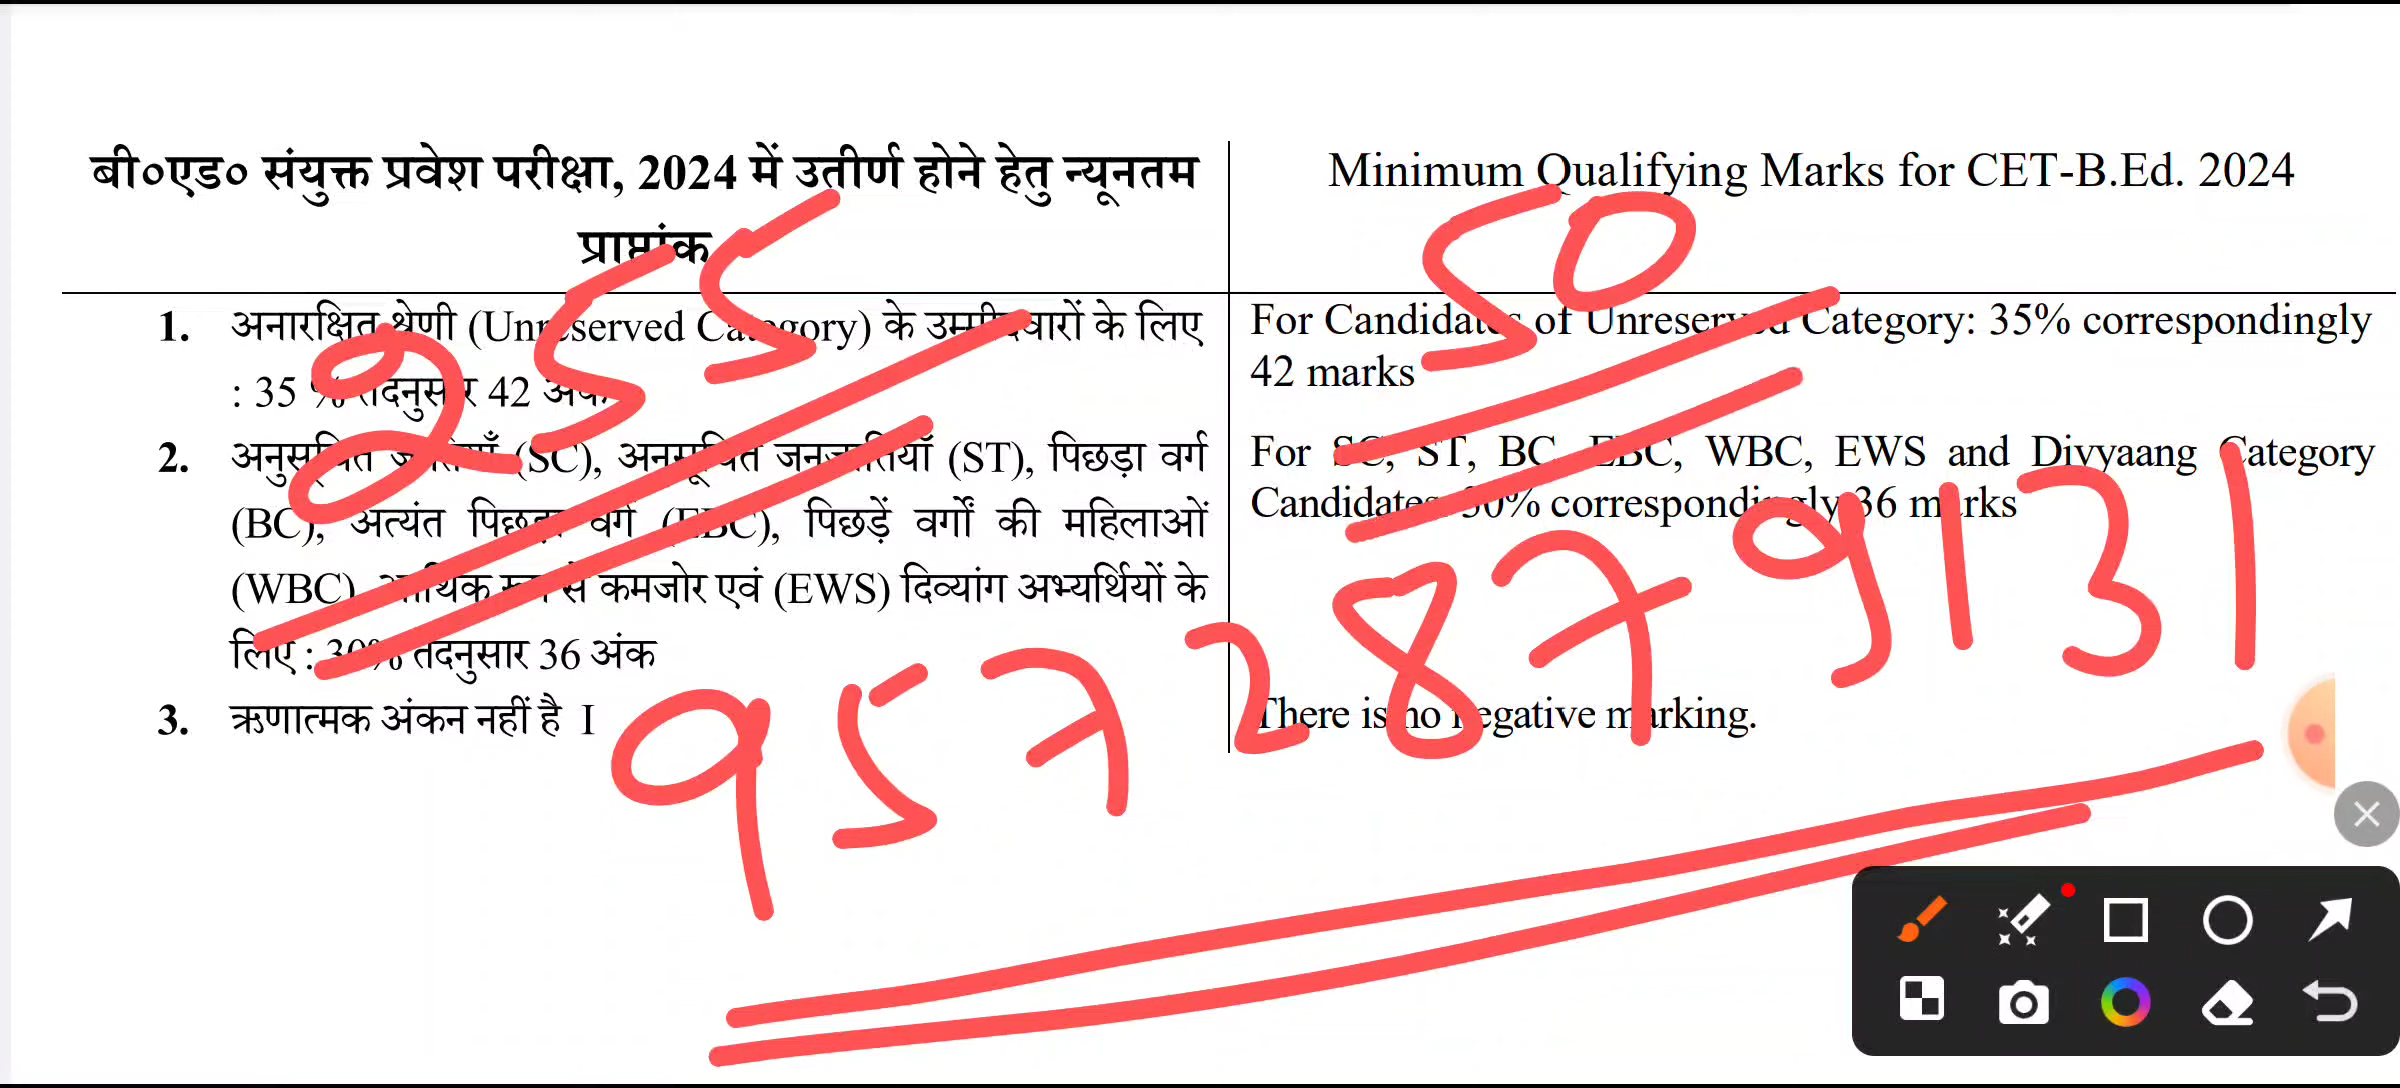 बी०एड० संयुक्त प्रवेश परीक्षा, 2024 में उतीर्ण होने हेतु न्यूनतम
प्राप्तांक
1. अनारक्षित श्रेणी (Unreserved Category) के उम्मीदवारों के लिए
: 35 % तदनुसार 42 अंक
2. अनुसूचित जातियाँ (SC), अनुसूचित जनजातियाँ (ST), पिछड़ा वर्ग
(BC), अत्यंत पिछड़ा वर्ग (EBC), पिछड़ें वर्गों की महिलाओं
(WBC), आर्थिक रूप से कमजोर एवं (EWS) दिव्यांग अभ्यर्थियों के
लिए : 30% तदनुसार 36 अंक
3. ऋणात्मक अंकन नहीं है I
Minimum Qualifying Marks for CET-B.Ed. 2024
For Candidates of Unreserved Category: 35% correspondingly
42 marks
For SC, ST, BC, EBC, WBC, EWS and Divyaang Category
Candidates 30% correspondingly 36 marks
There is no negative marking.
255
50
9572879131